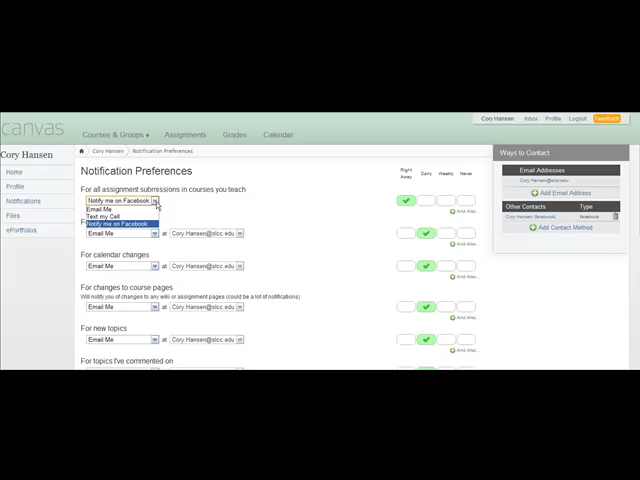 canvas
Courses & Groups
Assignments
Grades
Calendar
Cory Hansen
Inbox
Profile
Logout
Feedback
Cory Hansen
Home
Profile
Notifications
Files
ePortfolios
Cory Hansen
Notification Preferences
Notification Preferences
Right Away
Daily
Weekly
Never
For all assignment submissions in courses you teach
Notify me on Facebook
Email Me
Text my Cell
Notify me on Facebook
And Also...
Email Me at Cory.Hansen@slcc.edu
And Also...
For calendar changes
Email Me at Cory.Hansen@slcc.edu
And Also...
For changes to course pages
Will notify you of changes to any wiki or assignment pages (could be a lot of notifications)
Email Me at Cory.Hansen@slcc.edu
And Also...
For new topics
Email Me at Cory.Hansen@slcc.edu
And Also...
For topics I've commented on
Ways to Contact
Email Addresses
Cory.Hansen@slcc.edu
Add Email Address
Other Contacts Type
Cory Hansen (facebook) facebook
Add Contact Method